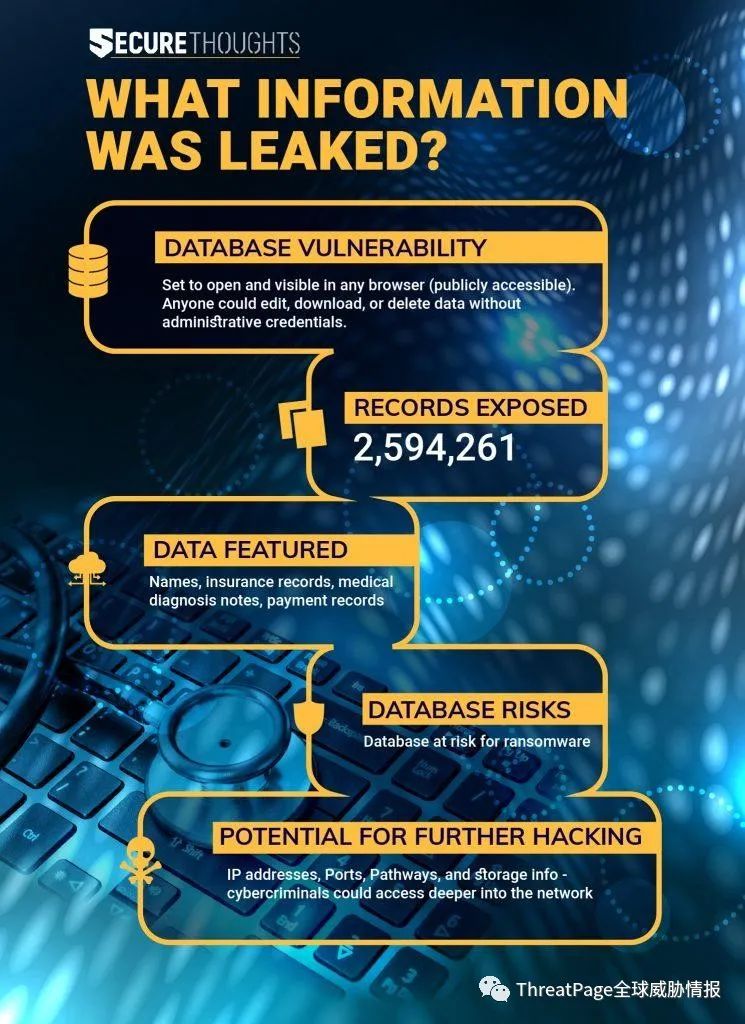 SECURETHOUGHTS
WHAT INFORMATION
WAS LEAKED?
DATABASE VULNERABILITY
Set to open and visible in any browser (publicly accessible).
Anyone could edit, download, or delete data without
administrative credentials.
RECORDS EXPOSED
2,594,261
DATA FEATURED
Names, insurance records, medical
diagnosis notes, payment records
DATABASE RISKS
Database at risk for ransomware
POTENTIAL FOR FURTHER HACKING
IP addresses, Ports, Pathways, and storage info -
cybercriminals could access deeper into the network
Ctrl
⇧ Shift
ThreatPage全球威胁情报